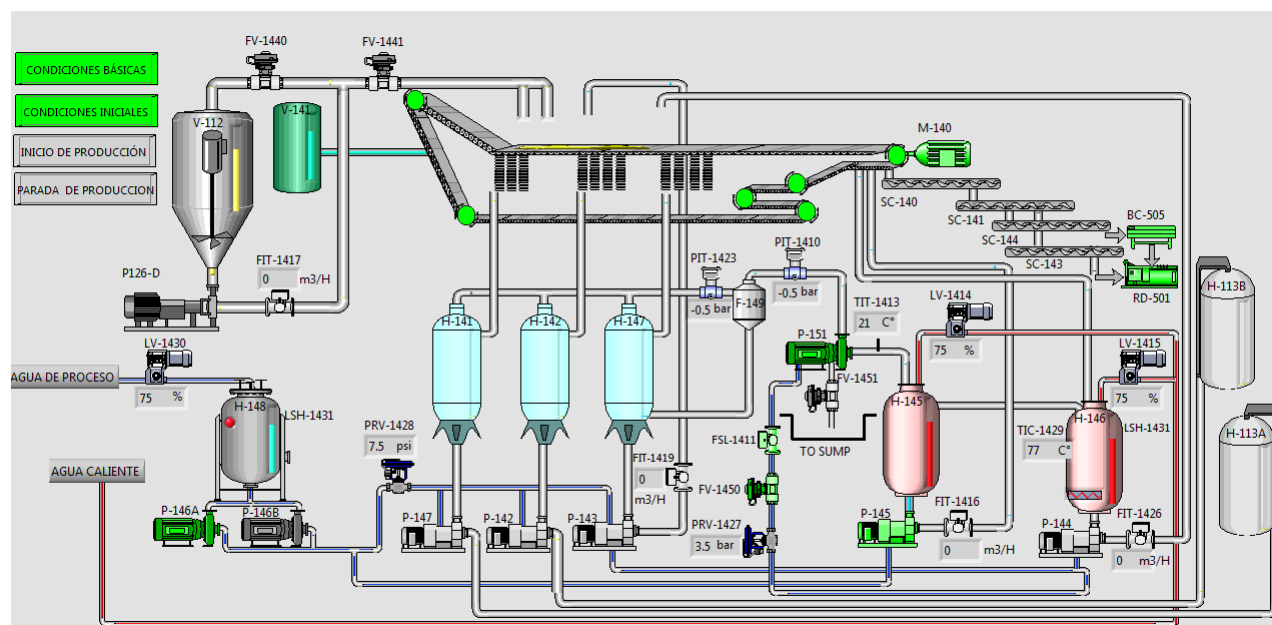 FV-1440
FV-1441
CONDICIONES BÁSICAS
CONDICIONES INICIALES
INICIO DE PRODUCCIÓN
PARADA DE PRODUCCION
V-112
V-141
M-140
SC-140
SC-141
SC-144
SC-143
BC-505
RD-501
P126-D
FIT-1417
0 m3/H
PIT-1423
-0.5 bar
PIT-1410
-0.5 bar
F-149
H-113B
H-113A
TIT-1413
21 C°
LV-1414
75 %
LV-1415
75 %
LV-1430
75 %
AGUA DE PROCESO
H-148
LSH-1431
AGUA CALIENTE
H-141
H-142
H-147
P-151
FV-1451
TO SUMP
H-145
H-146
LSH-1431
TIC-1429
77 C°
PRV-1428
7.5 psi
FSL-1411
FIT-1419
0
m3/H
FV-1450
PRV-1427
3.5 bar
P-146A
P-146B
P-147
P-142
P-143
P-145
FIT-1416
0 m3/H
P-144
FIT-1426
0 m3/H